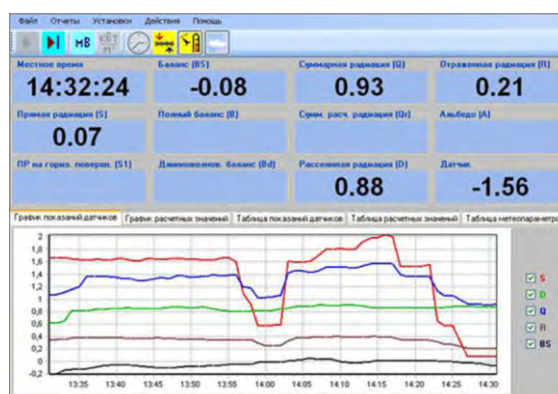 Файл Отчеты Установки Действия Помощь
мВ кВт м²
Местное время Баланс (BS) Суммарная радиация (Q) Отраженная радиация (R)
14:32:24 -0.08 0.93 0.21
Прямая радиация (S) Полный баланс (B) Сумм. расч. радиация (Qr) Альбедо (A)
0.07
ПР на гориз. поверхн. (S1) Длинноволнов. баланс (Bd) Рассеянная радиация (D) Датчик
0.88 -1.56
График показаний датчиков График расчетных значений Таблица показаний датчиков Таблица расчетных значений Таблица метеопараметро
2
1,8
1,6
1,4
1,2
1
0,8
0,6
0,4
0,2
0
-0,2
S
D
Q
R
BS
13:35 13:40 13:45 13:50 13:55 14:00 14:05 14:10 14:15 14:20 14:25 14:30